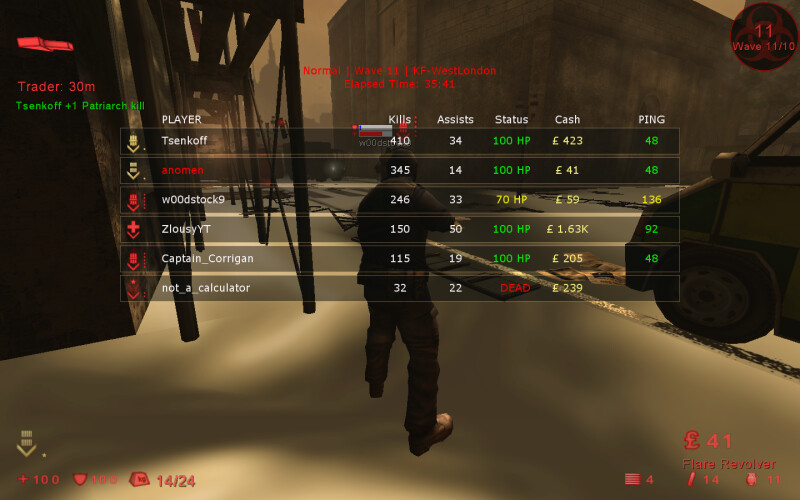 11
Wave 11/10
Normal | Wave 11 | KF-WestLondon
Elapsed Time: 35:41
Trader: 30m
Tsenkoff +1 Patriarch kill
PLAYER Kills Assists Status Cash PING
Tsenkoff 410 34 100 HP £ 423 48
w00dstock9
anomen 345 14 100 HP £ 41 48
w00dstock9 246 33 70 HP £ 59 136
ZlousyYT 150 50 100 HP £ 1.63K 92
Captain_Corrigan 115 19 100 HP £ 205 48
not_a_calculator 32 22 DEAD £ 239
£ 41
Flare Revolver
+ 100 100 14/24 4 14 11